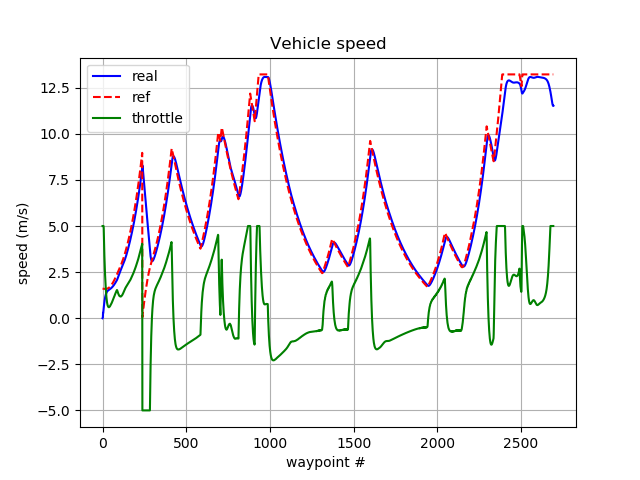 Vehicle speed
real
ref
throttle
speed (m/s)
12.5
10.0
7.5
5.0
2.5
0.0
−2.5
−5.0
0 500 1000 1500 2000 2500
waypoint #